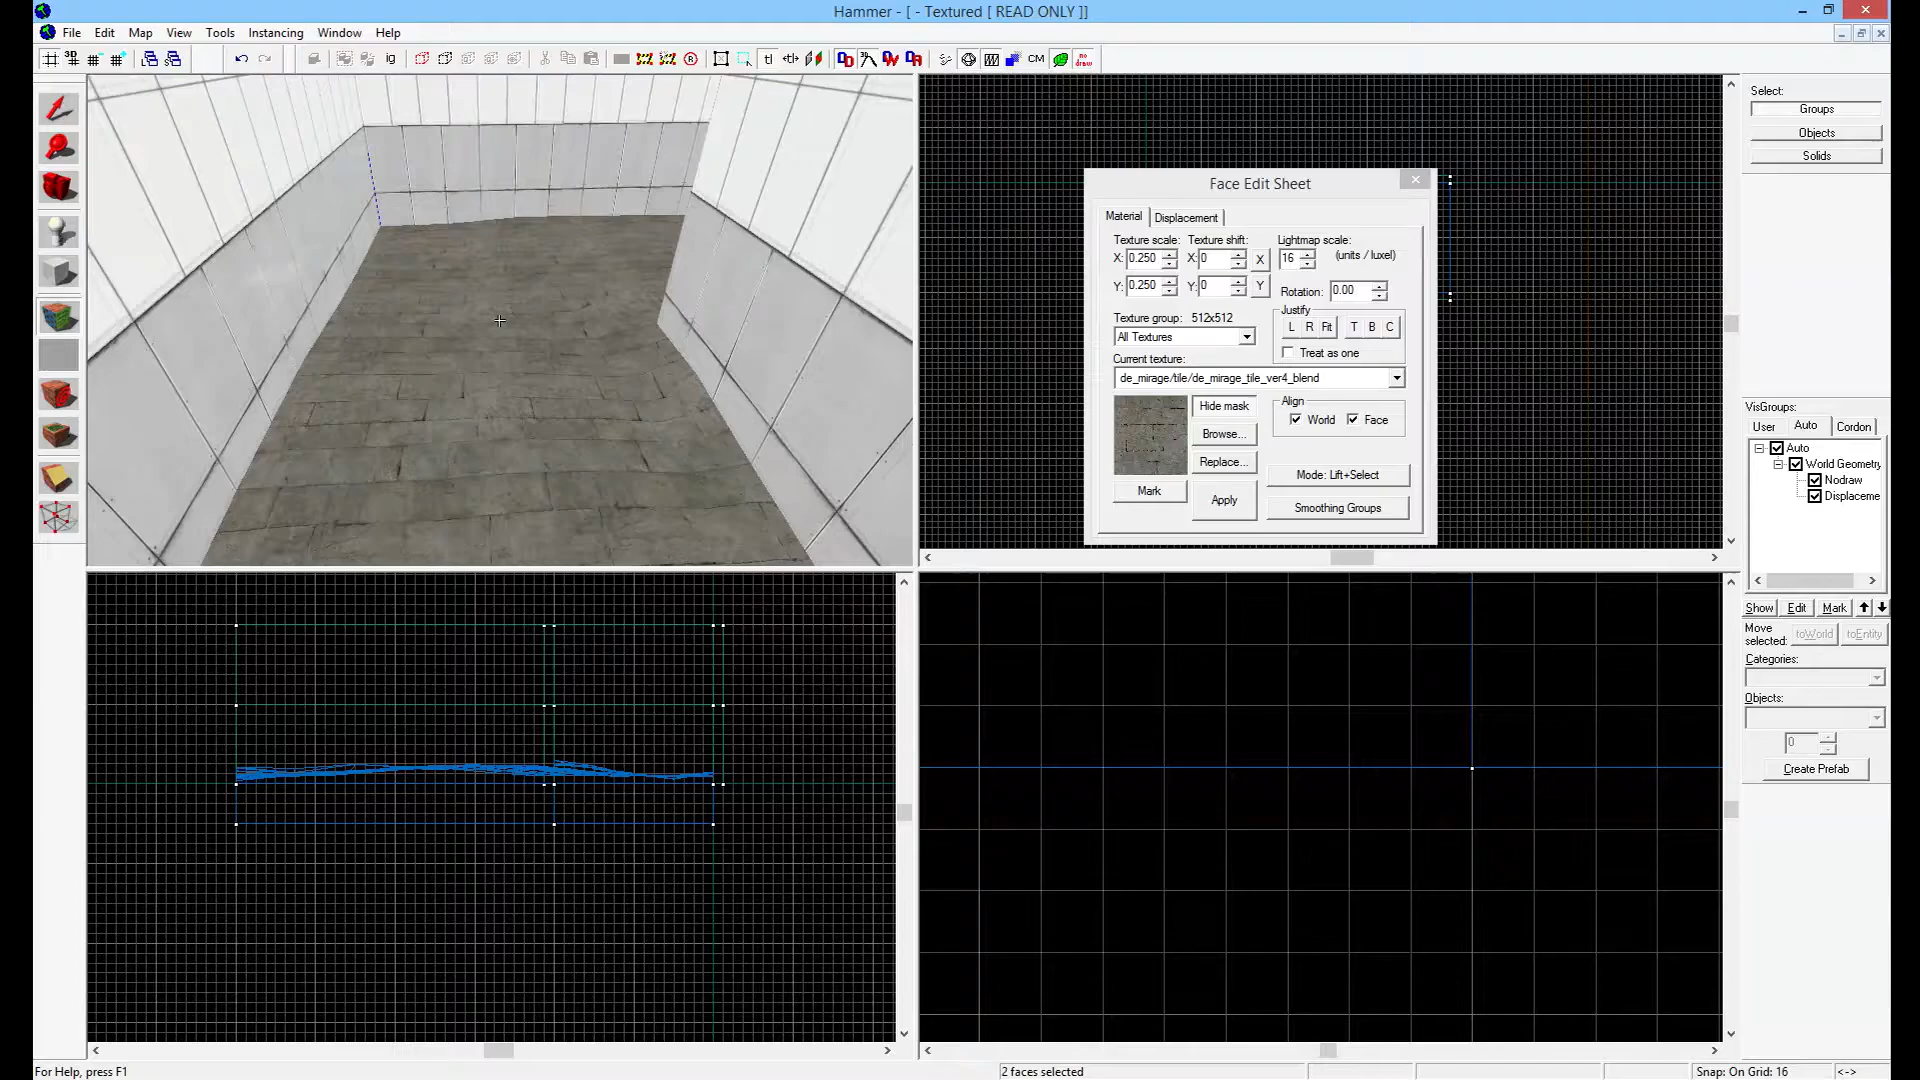 Hammer - [ - Textured [ READ ONLY ]]
File Edit Map View Tools Instancing Window Help
3D ig tl CM no draw
Select:
Groups
Objects
Solids
Face Edit Sheet
Material Displacement
Texture scale: Texture shift: Lightmap scale:
X: 0.250 X: 0 X 16 (units / luxel)
Y: 0.250 Y: 0 Y Rotation: 0.00
Texture group: 512x512
Justify
All Textures L R Fit T B C
Treat as one
Current texture:
de_mirage/tile/de_mirage_tile_ver4_blend
Hide mask
Align
World Face
Browse...
Replace...
Mode: Lift+Select
Mark
Apply
Smoothing Groups
VisGroups:
User Auto Cordon
Auto
World Geometry
Nodraw
Displaceme
Show Edit Mark
Move
selected: toWorld toEntity
Categories:
Objects:
0
Create Prefab
For Help, press F1
2 faces selected
Snap: On Grid: 16 <->